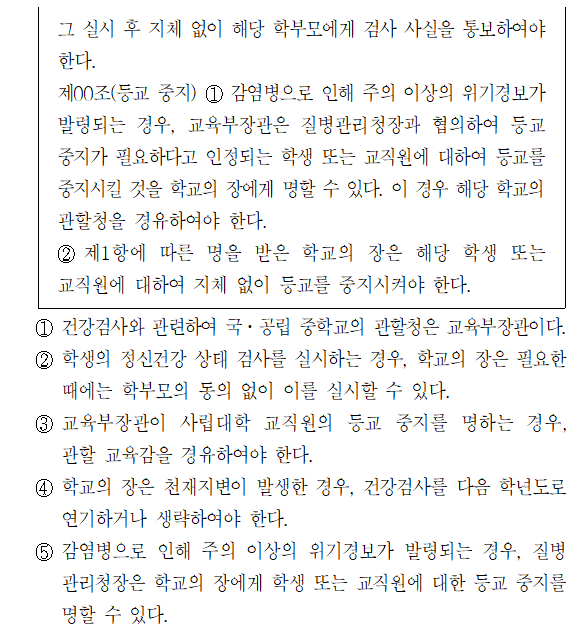 그 실시 후 지체 없이 해당 학부모에게 검사 사실을 통보하여야
한다.
제00조(등교 중지) ① 감염병으로 인해 주의 이상의 위기경보가
발령되는 경우, 교육부장관은 질병관리청장과 협의하여 등교
중지가 필요하다고 인정되는 학생 또는 교직원에 대하여 등교를
중지시킬 것을 학교의 장에게 명할 수 있다. 이 경우 해당 학교의
관할청을 경유하여야 한다.
② 제1항에 따른 명을 받은 학교의 장은 해당 학생 또는
교직원에 대하여 지체 없이 등교를 중지시켜야 한다.
① 건강검사와 관련하여 국·공립 중학교의 관할청은 교육부장관이다.
② 학생의 정신건강 상태 검사를 실시하는 경우, 학교의 장은 필요한
때에는 학부모의 동의 없이 이를 실시할 수 있다.
③ 교육부장관이 사립대학 교직원의 등교 중지를 명하는 경우,
관할 교육감을 경유하여야 한다.
④ 학교의 장은 천재지변이 발생한 경우, 건강검사를 다음 학년도로
연기하거나 생략하여야 한다.
⑤ 감염병으로 인해 주의 이상의 위기경보가 발령되는 경우, 질병
관리청장은 학교의 장에게 학생 또는 교직원에 대한 등교 중지를
명할 수 있다.